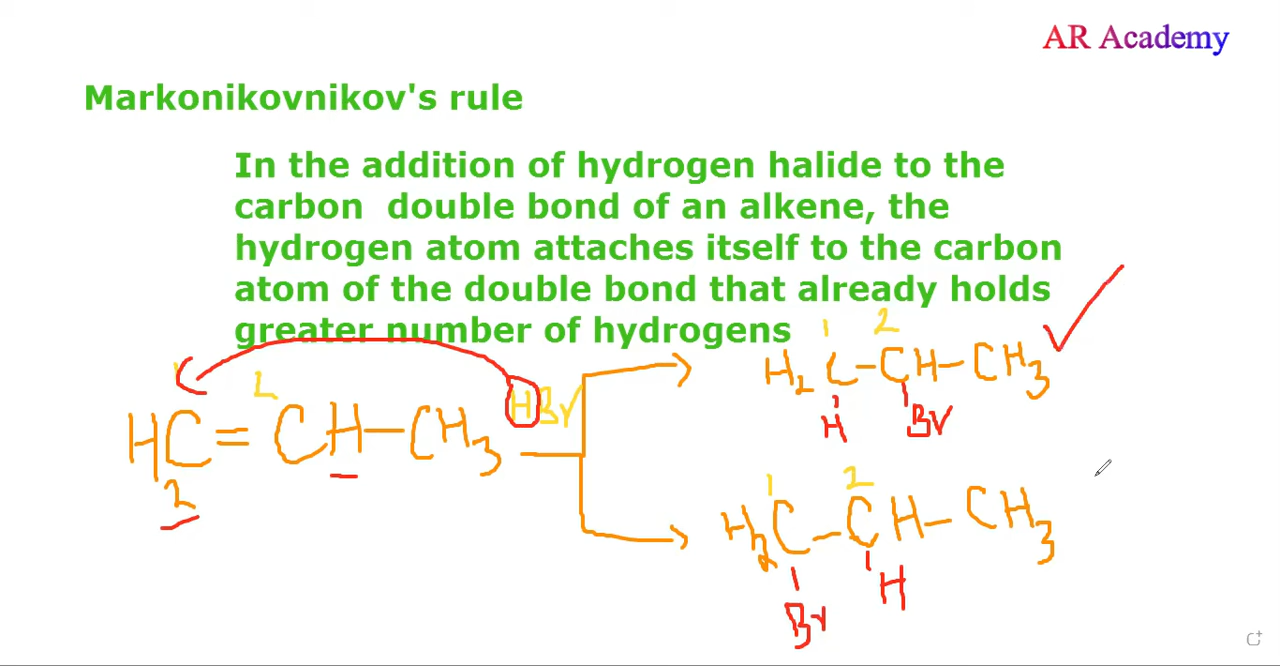 AR Academy
Markonikovnikov's rule
In the addition of hydrogen halide to the
carbon double bond of an alkene, the
hydrogen atom attaches itself to the carbon
atom of the double bond that already holds
greater number of hydrogens
1 2
H2C-CH-CH3
H Br
2
HBr
HC=CH-CH3
2
1 2
H2C-CH-CH3
H
Br